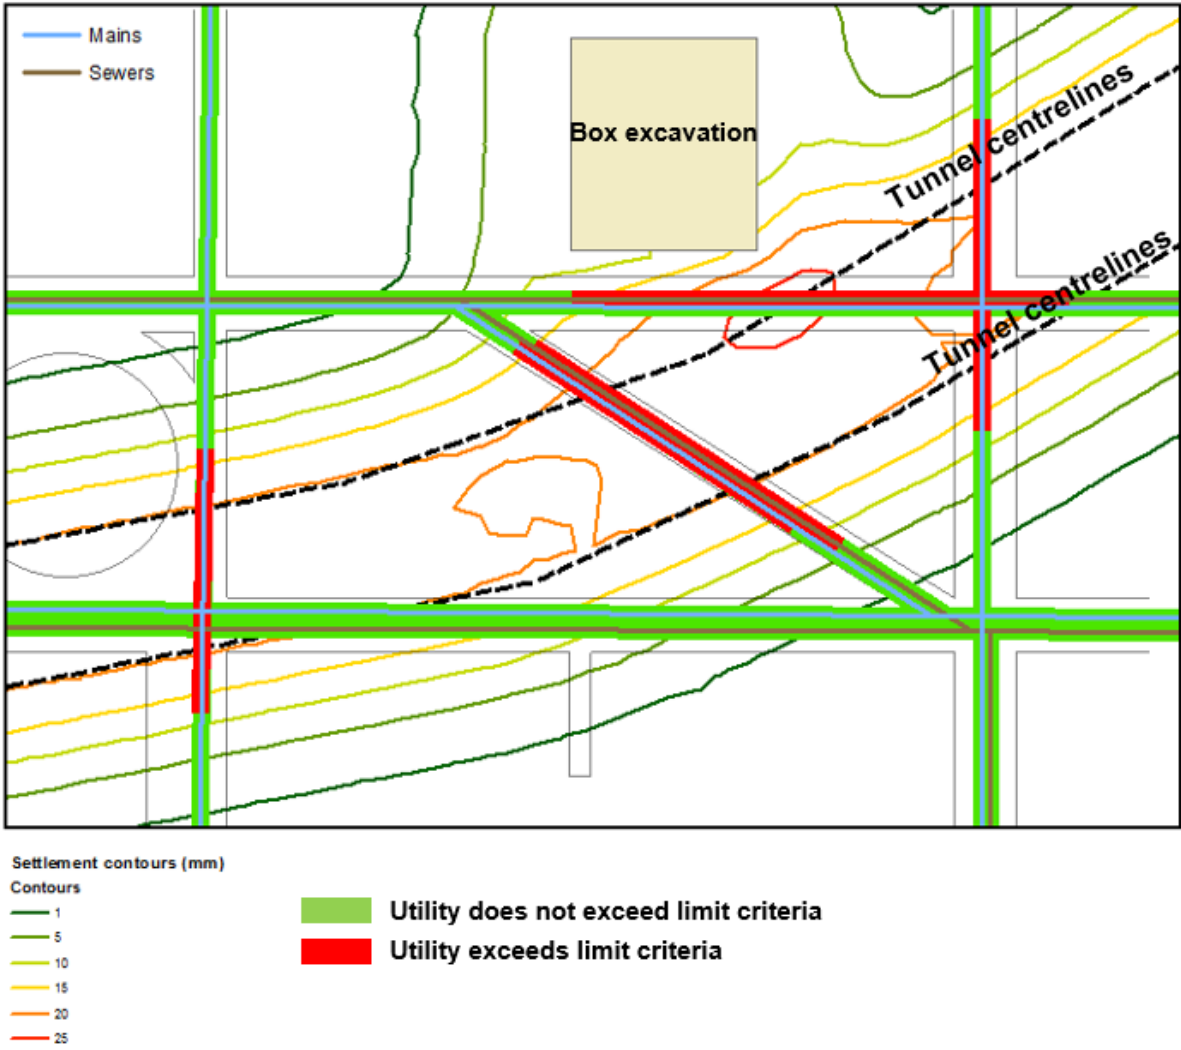 Mains
Sewers
Box excavation
Tunnel centrelines
Tunnel centrelines
Settlement contours (mm)
Contours
1
5
10
15
20
25
Utility does not exceed limit criteria
Utility exceeds limit criteria